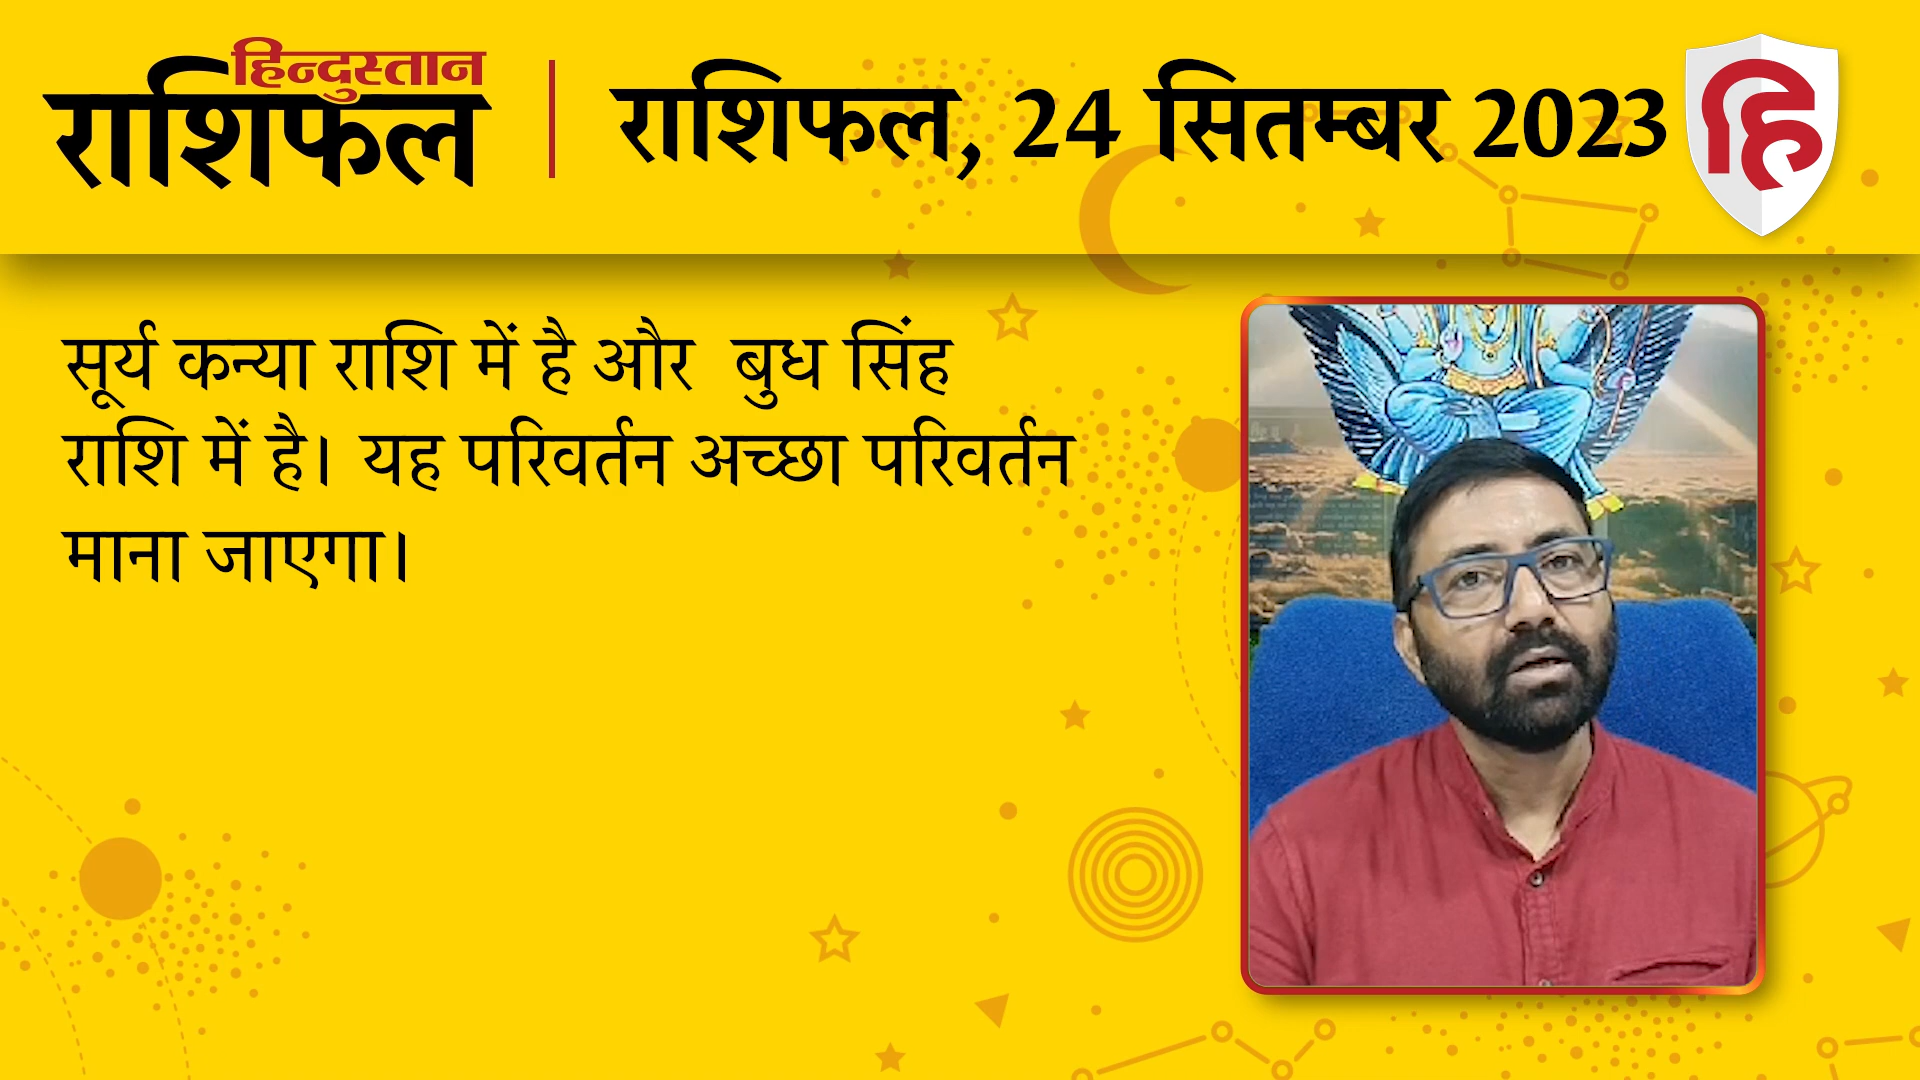 हिन्दुस्तान
राशिफल
राशिफल, 24 सितम्बर 2023
हि
सूर्य कन्या राशि में है और बुध सिंह
राशि में है। यह परिवर्तन अच्छा परिवर्तन
माना जाएगा।